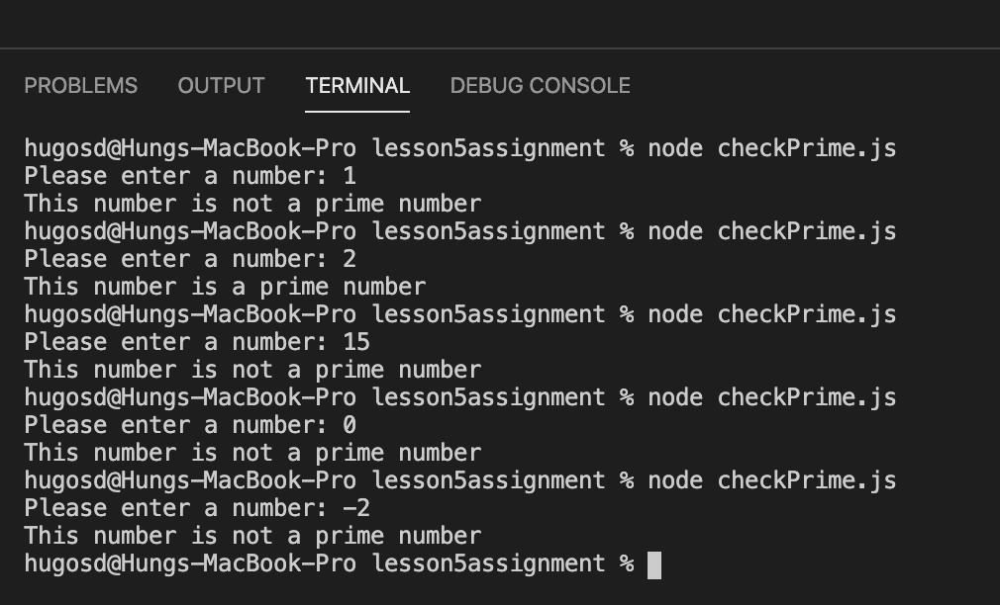 PROBLEMS OUTPUT TERMINAL DEBUG CONSOLE
hugosd@Hungs-MacBook-Pro lesson5assignment % node checkPrime.js
Please enter a number: 1
This number is not a prime number
hugosd@Hungs-MacBook-Pro lesson5assignment % node checkPrime.js
Please enter a number: 2
This number is a prime number
hugosd@Hungs-MacBook-Pro lesson5assignment % node checkPrime.js
Please enter a number: 15
This number is not a prime number
hugosd@Hungs-MacBook-Pro lesson5assignment % node checkPrime.js
Please enter a number: 0
This number is not a prime number
hugosd@Hungs-MacBook-Pro lesson5assignment % node checkPrime.js
Please enter a number: -2
This number is not a prime number
hugosd@Hungs-MacBook-Pro lesson5assignment %